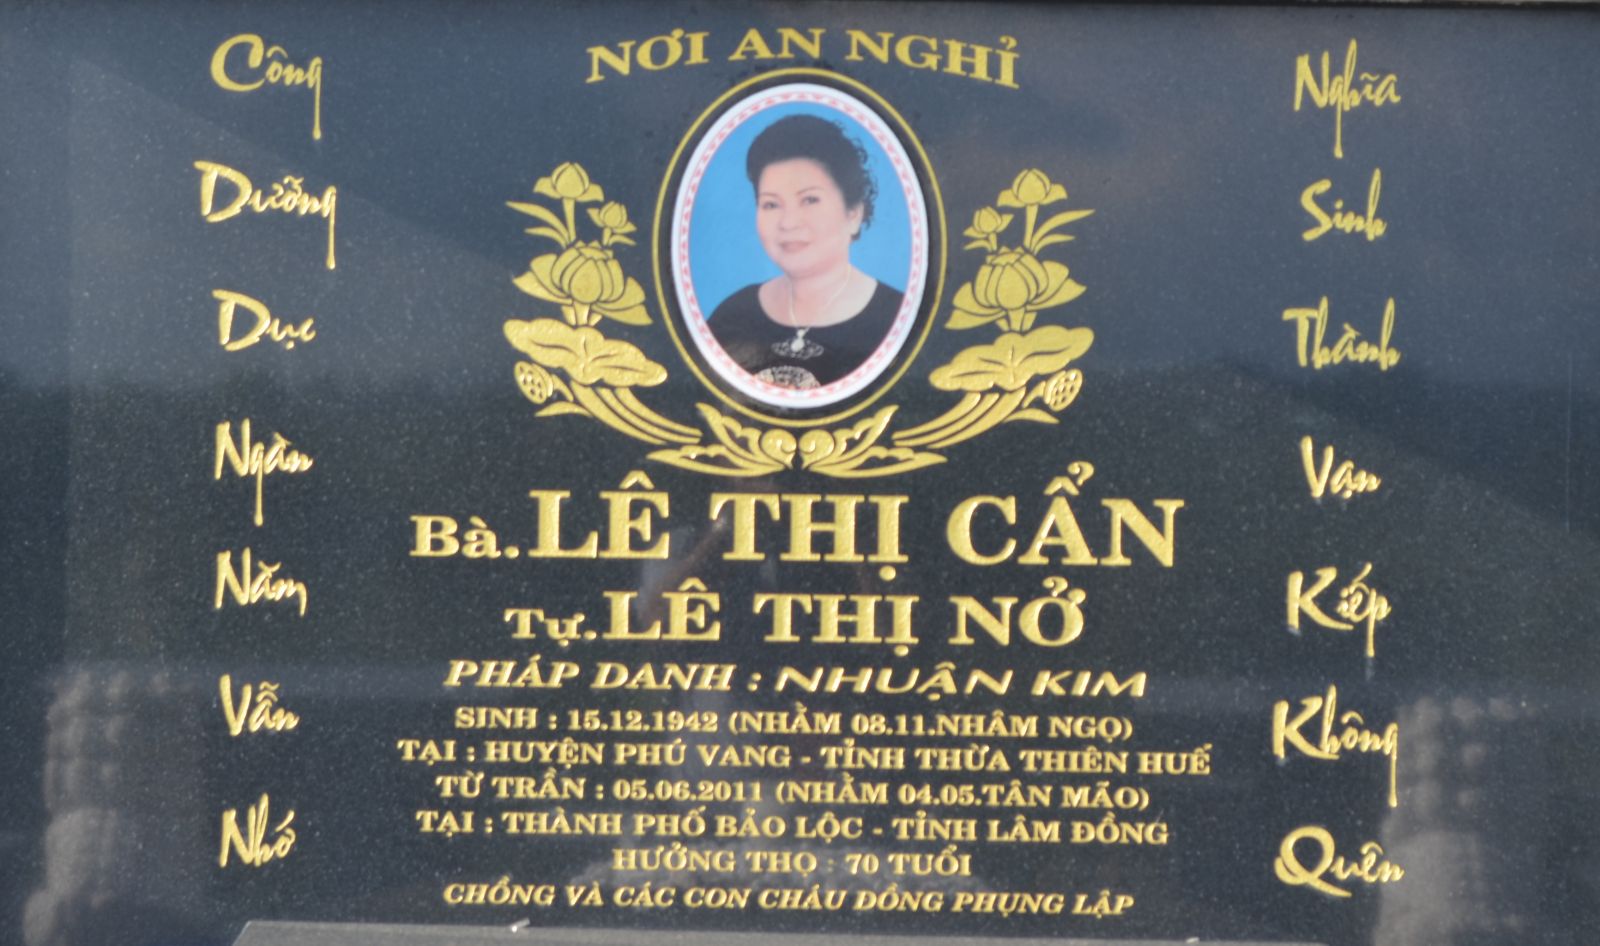 NƠI AN NGHỈ
Công
Dưỡng
Dục
Ngàn
Năm
Vẫn
Nhớ
Bà.LÊ THỊ CẨN
Tự.LÊ THỊ NỞ
PHÁP DANH : NHUẬN KIM
SINH : 15.12.1942 (NHẰM 08.11.NHÂM NGỌ)
TẠI : HUYỆN PHÚ VANG - TỈNH THỪA THIÊN HUẾ
TỪ TRẦN : 05.06.2011 (NHẰM 04.05.TÂN MÃO)
TẠI : THÀNH PHỐ BẢO LỘC - TỈNH LÂM ĐỒNG
HƯỞNG THỌ : 70 TUỔI
CHỒNG VÀ CÁC CON CHÁU ĐỒNG PHỤNG LẬP
Nghĩa
Sinh
Thành
Vạn
Kiếp
Không
Quên